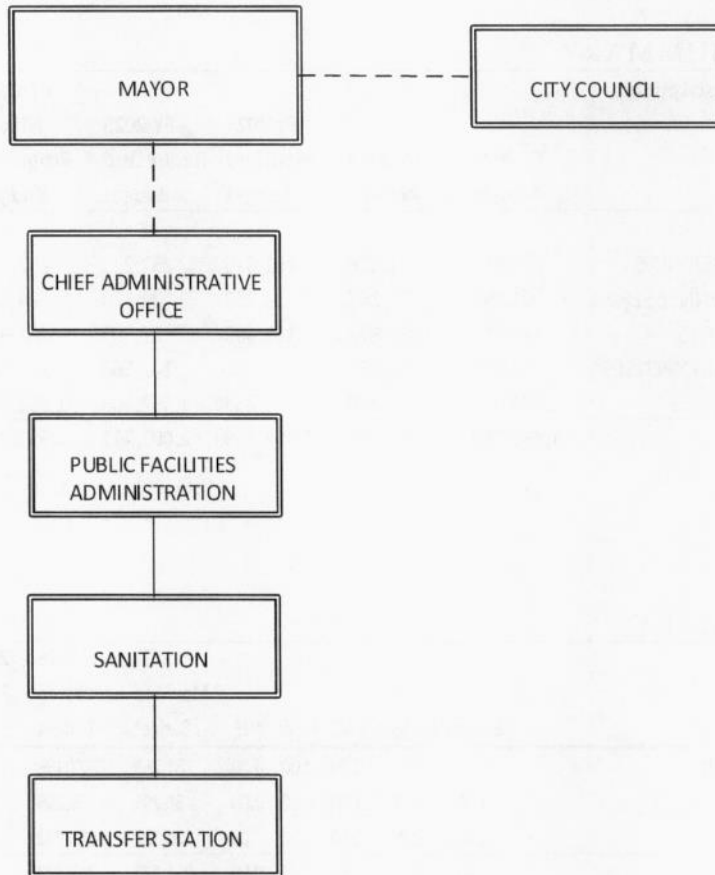 MAYOR
CITY COUNCIL
CHIEF ADMINISTRATIVE
OFFICE
PUBLIC FACILITIES
ADMINISTRATION
SANITATION
TRANSFER STATION